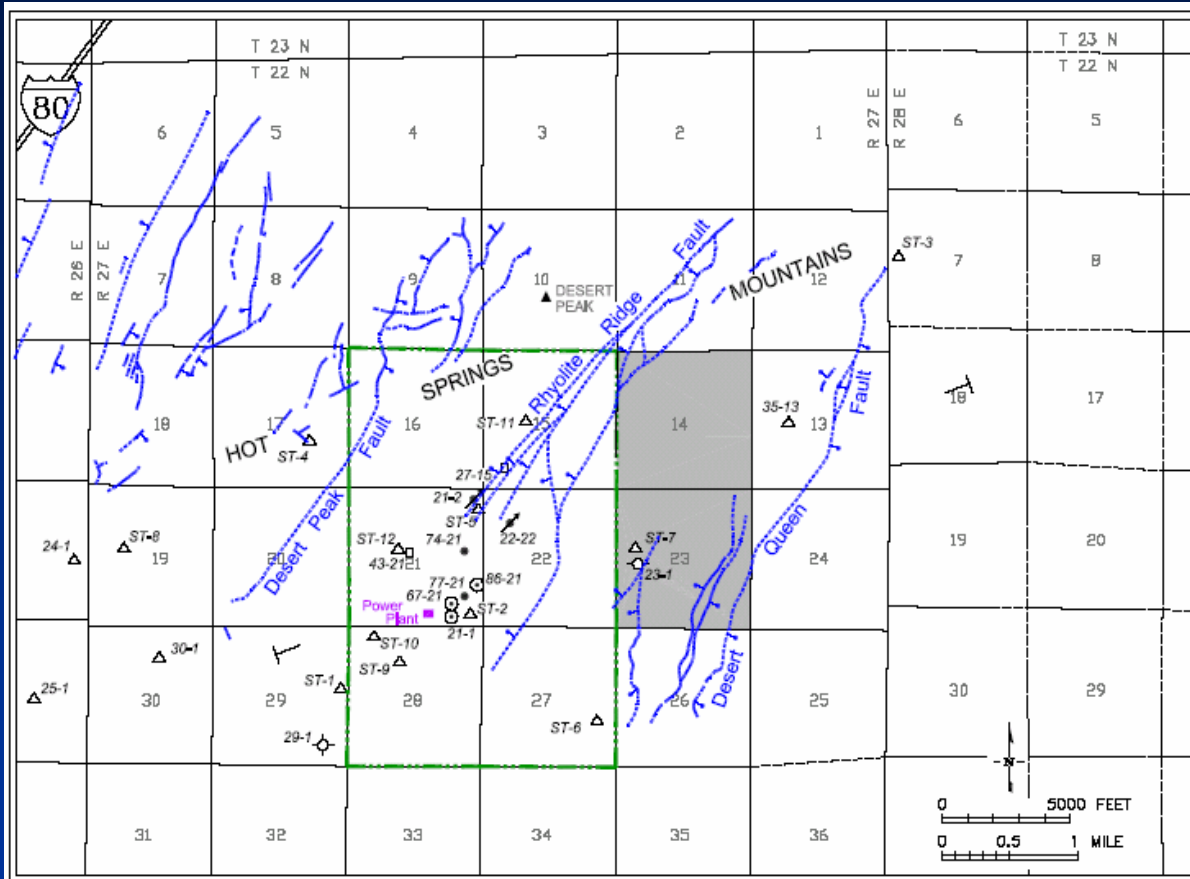 T 23 N
T 22 N
T 23 N
T 22 N
80
6
5
4
3
2
1
R 27 E
R 28 E
6
5
R 26 E
R 27 E
7
8
9
10
DESERT
PEAK
11
12
ST-3
7
8
MOUNTAINS
Rhyolite Ridge Fault
18
17
HOT
SPRINGS
ST-4
16
ST-11
15
14
35-13
13
18
17
Desert Peak Fault
27-15
21-2
ST-5
22-22
24-1
ST-8
19
20
ST-12
43-21
21
74-21
22
ST-7
23
23-1
24
19
20
Desert Queen Fault
77-21
86-21
67-21
Power
Plant
ST-2
21-1
ST-10
ST-9
30-1
25-1
30
29
ST-1
28
27
26
25
30
29
29-1
ST-6
31
32
33
34
35
36
N
0 5000 FEET
0 0.5 1 MILE